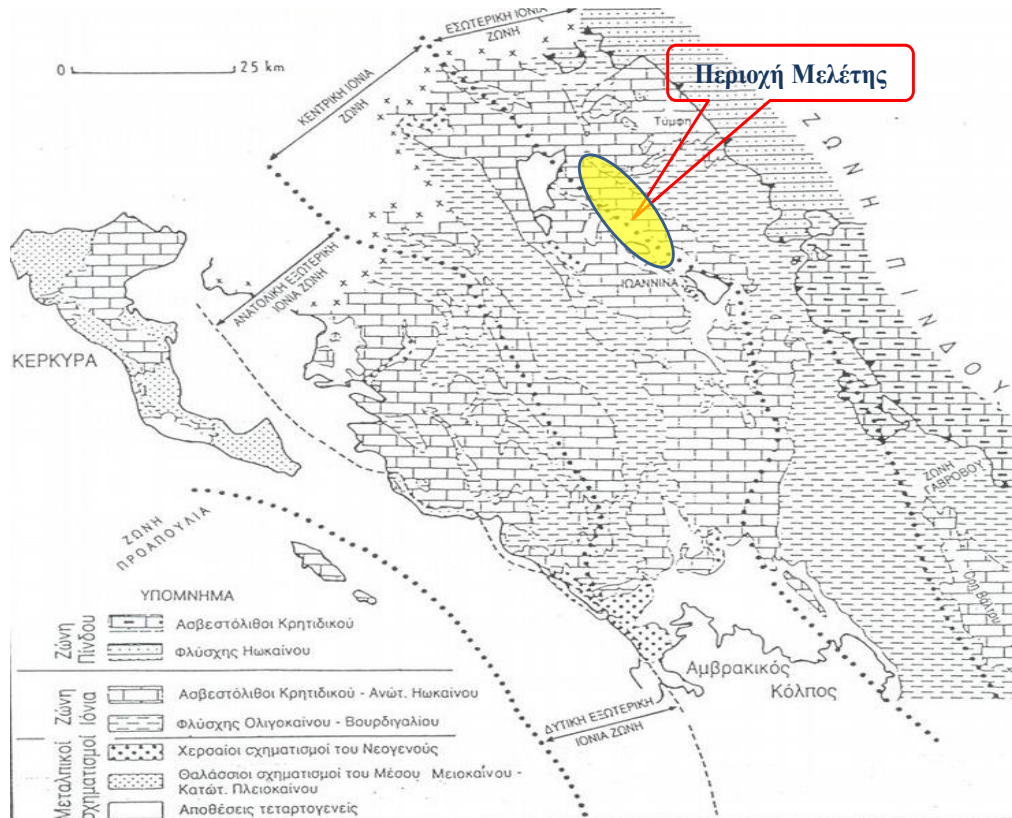 ΕΣΩΤΕΡΙΚΗ ΙΟΝΙΑ
ΖΩΝΗ
0 25 km
Περιοχή Μελέτης
ΚΕΝΤΡΙΚΗ ΙΟΝΙΑ
ΖΩΝΗ
Τύμφη
ΖΩΝΗ ΠΙΝΔΟΥ
ΑΝΑΤΟΛΙΚΗ ΕΞΩΤΕΡΙΚΗ
ΙΟΝΙΑ ΖΩΝΗ
ΙΩΑΝΝΙΝΑ
ΚΕΡΚΥΡΑ
ΖΩΝΗ
ΓΑΒΡΟΒΟΥ
ΖΩΝΗ
ΠΡΟΑΠΟΥΛΙΑ
Όρη Βάλτου
Αμβρακικός
Κόλπος
ΔΥΤΙΚΗ ΕΞΩΤΕΡΙΚΗ
ΙΟΝΙΑ ΖΩΝΗ
ΥΠΟΜΝΗΜΑ
Ζώνη
Πίνδου
Ασβεστόλιθοι Κρητιδικού
Φλύσχης Ηωκαίνου
Ζώνη
Ιόνια
Ασβεστόλιθοι Κρητιδικού - Ανώτ. Ηωκαίνου
Φλύσχης Ολιγοκαίνου - Βουρδιγαλίου
Μεταλπικοί
σχηματισμοί
Χερσαίοι σχηματισμοί του Νεογενούς
Θαλάσσιοι σχηματισμοί του Μέσου Μειοκαίνου -
Κατώτ. Πλειοκαίνου
Αποθέσεις τεταρτογενείς